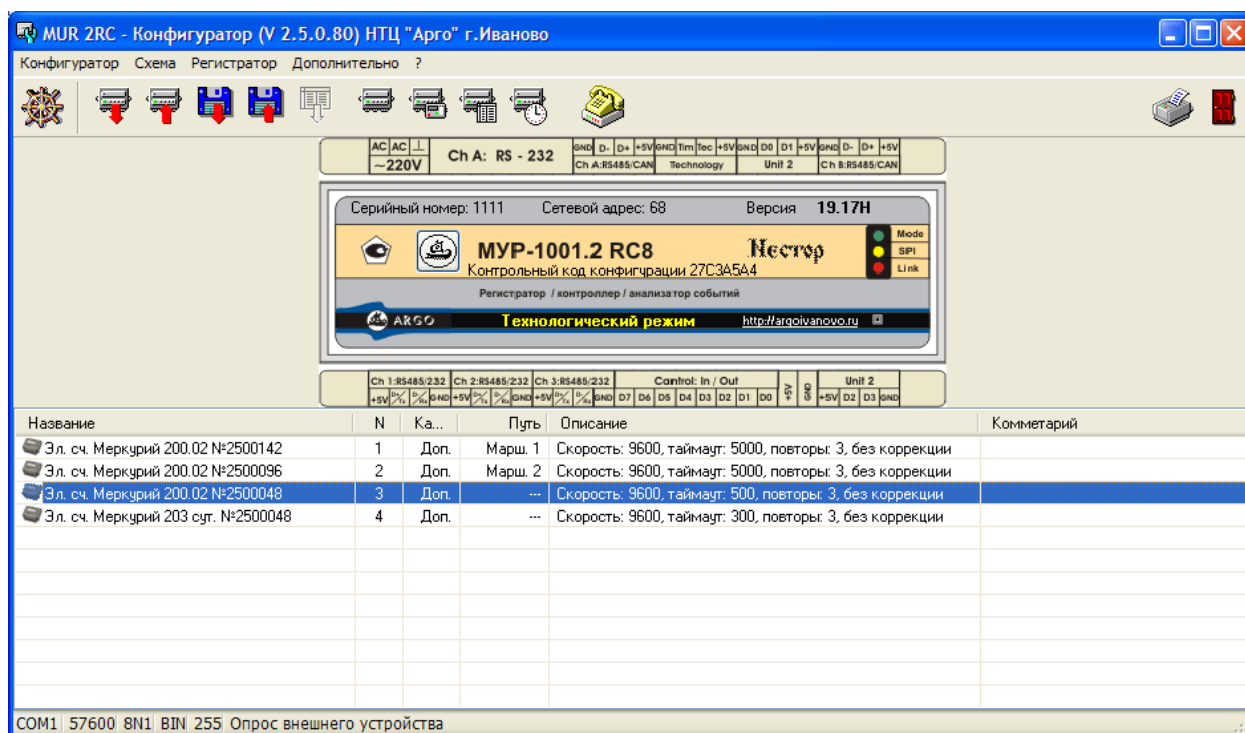 MUR 2RC - Конфигуратор (V 2.5.0.80) НТЦ "Арго" г.Иваново
Конфигуратор Схема Регистратор Дополнительно ?
AC AC ⊥ Ch A: RS - 232 GND D- D+ +5V GND Tim Tec +5V GND D0 D1 +5V GND D- D+ +5V
~220V Ch A:RS485/CAN Technology Unit 2 Ch B:RS485/CAN
Серийный номер: 1111 Сетевой адрес: 68 Версия 19.17H
МУР-1001.2 RC8 Нестор Mode
SPI
Контрольный код конфигурации 27C3A5A4 Link
Регистратор / контроллер / анализатор событий
ARGO Технологический режим http://argoivanovo.ru
Ch 1:RS485/232 Ch 2:RS485/232 Ch 3:RS485/232 Cantrol: In / Out +5V GND Unit 2
+5V D+/Tx D-/Rx GND +5V D+/Tx D-/Rx GND +5V D+/Tx D-/Rx GND D7 D6 D5 D4 D3 D2 D1 D0 +5V D2 D3 GND
Название N Ка... Путь Описание Комметарий
Эл. сч. Меркурий 200.02 №2500142 1 Доп. Марш. 1 Скорость: 9600, таймаут: 5000, повторы: 3, без коррекции
Эл. сч. Меркурий 200.02 №2500096 2 Доп. Марш. 2 Скорость: 9600, таймаут: 5000, повторы: 3, без коррекции
Эл. сч. Меркурий 200.02 №2500048 3 Доп. --- Скорость: 9600, таймаут: 500, повторы: 3, без коррекции
Эл. сч. Меркурий 203 сут. №2500048 4 Доп. --- Скорость: 9600, таймаут: 300, повторы: 3, без коррекции
COM1 57600 8N1 BIN 255 Опрос внешнего устройства